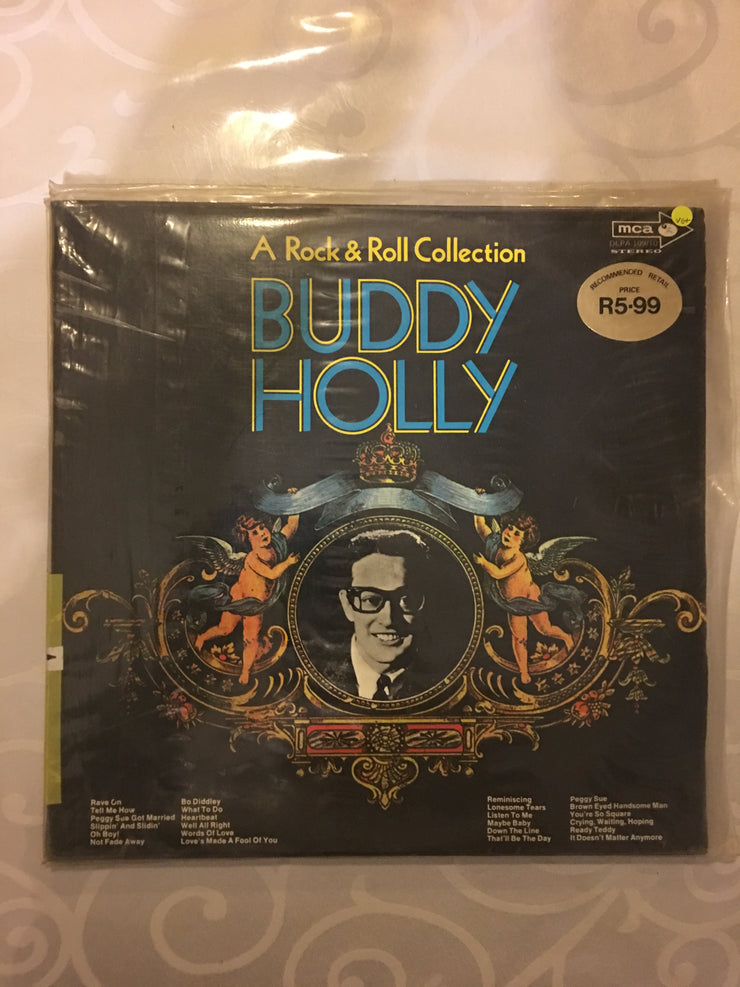 VG+
mca
DLPA 109/10
STEREO
A Rock & Roll Collection
BUDDY
HOLLY
RECOMMENDED RETAIL
PRICE
R5·99
Rave On
Tell Me How
Peggy Sue Got Married
Slippin' And Slidin'
Oh Boy!
Not Fade Away
Bo Diddley
What To Do
Heartbeat
Well All Right
Words Of Love
Love's Made A Fool Of You
Reminiscing
Lonesome Tears
Listen To Me
Maybe Baby
Down The Line
That'll Be The Day
Peggy Sue
Brown Eyed Handsome Man
You're So Square
Crying, Waiting, Hoping
Ready Teddy
It Doesn't Matter Anymore